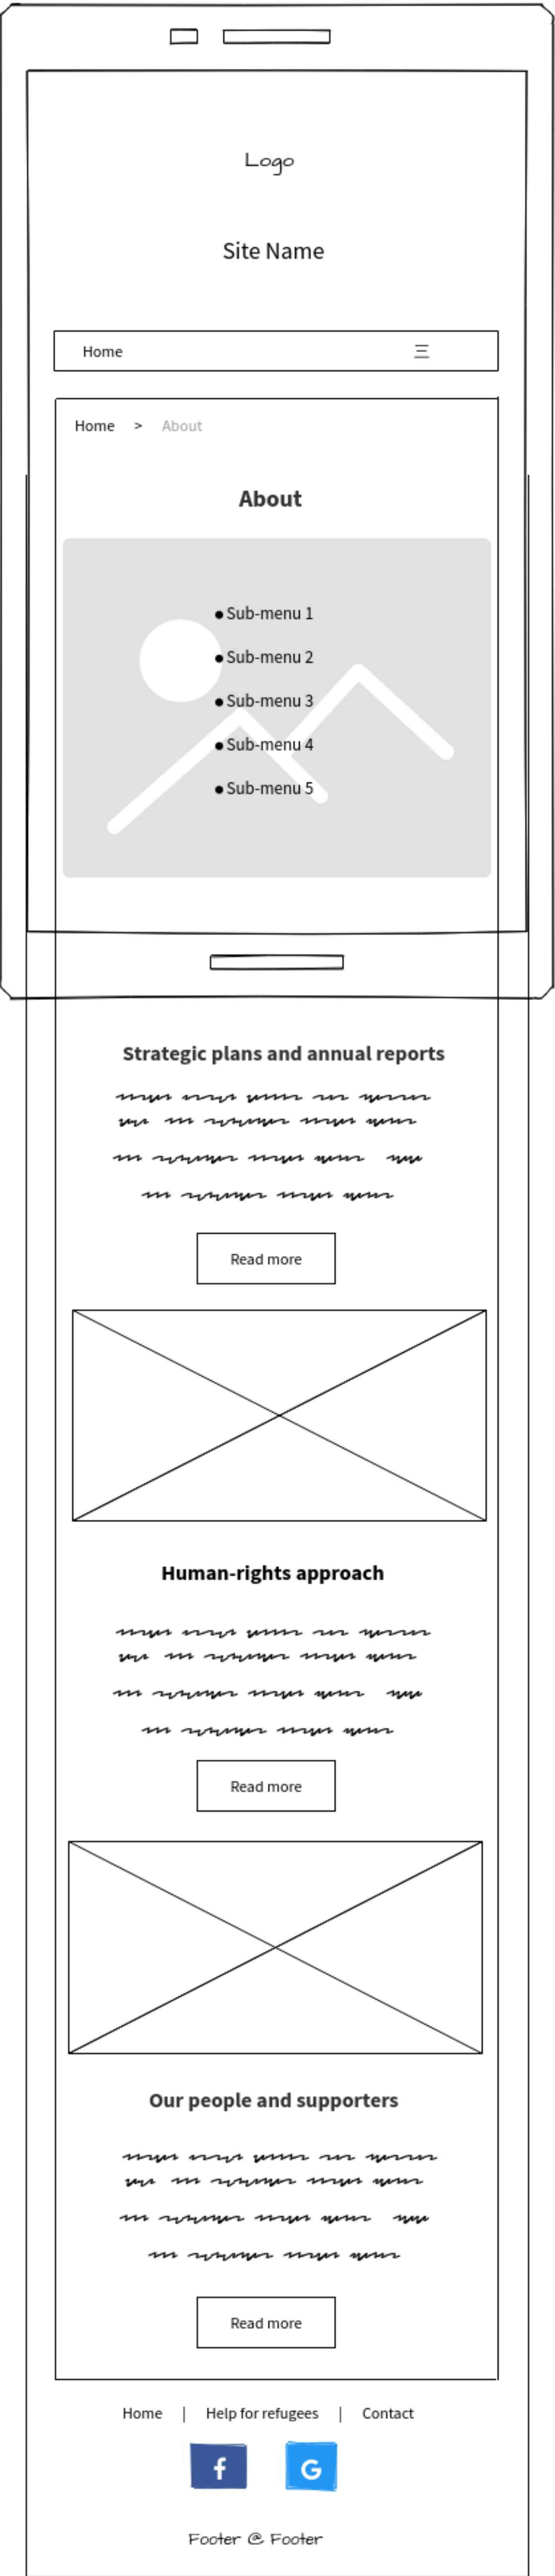 Logo
Site Name
Home
Home > About
About
Sub-menu 1
Sub-menu 2
Sub-menu 3
Sub-menu 4
Sub-menu 5
Strategic plans and annual reports
Read more
Human-rights approach
Read more
Our people and supporters
Read more
Home | Help for refugees | Contact
f G
Footer @ Footer